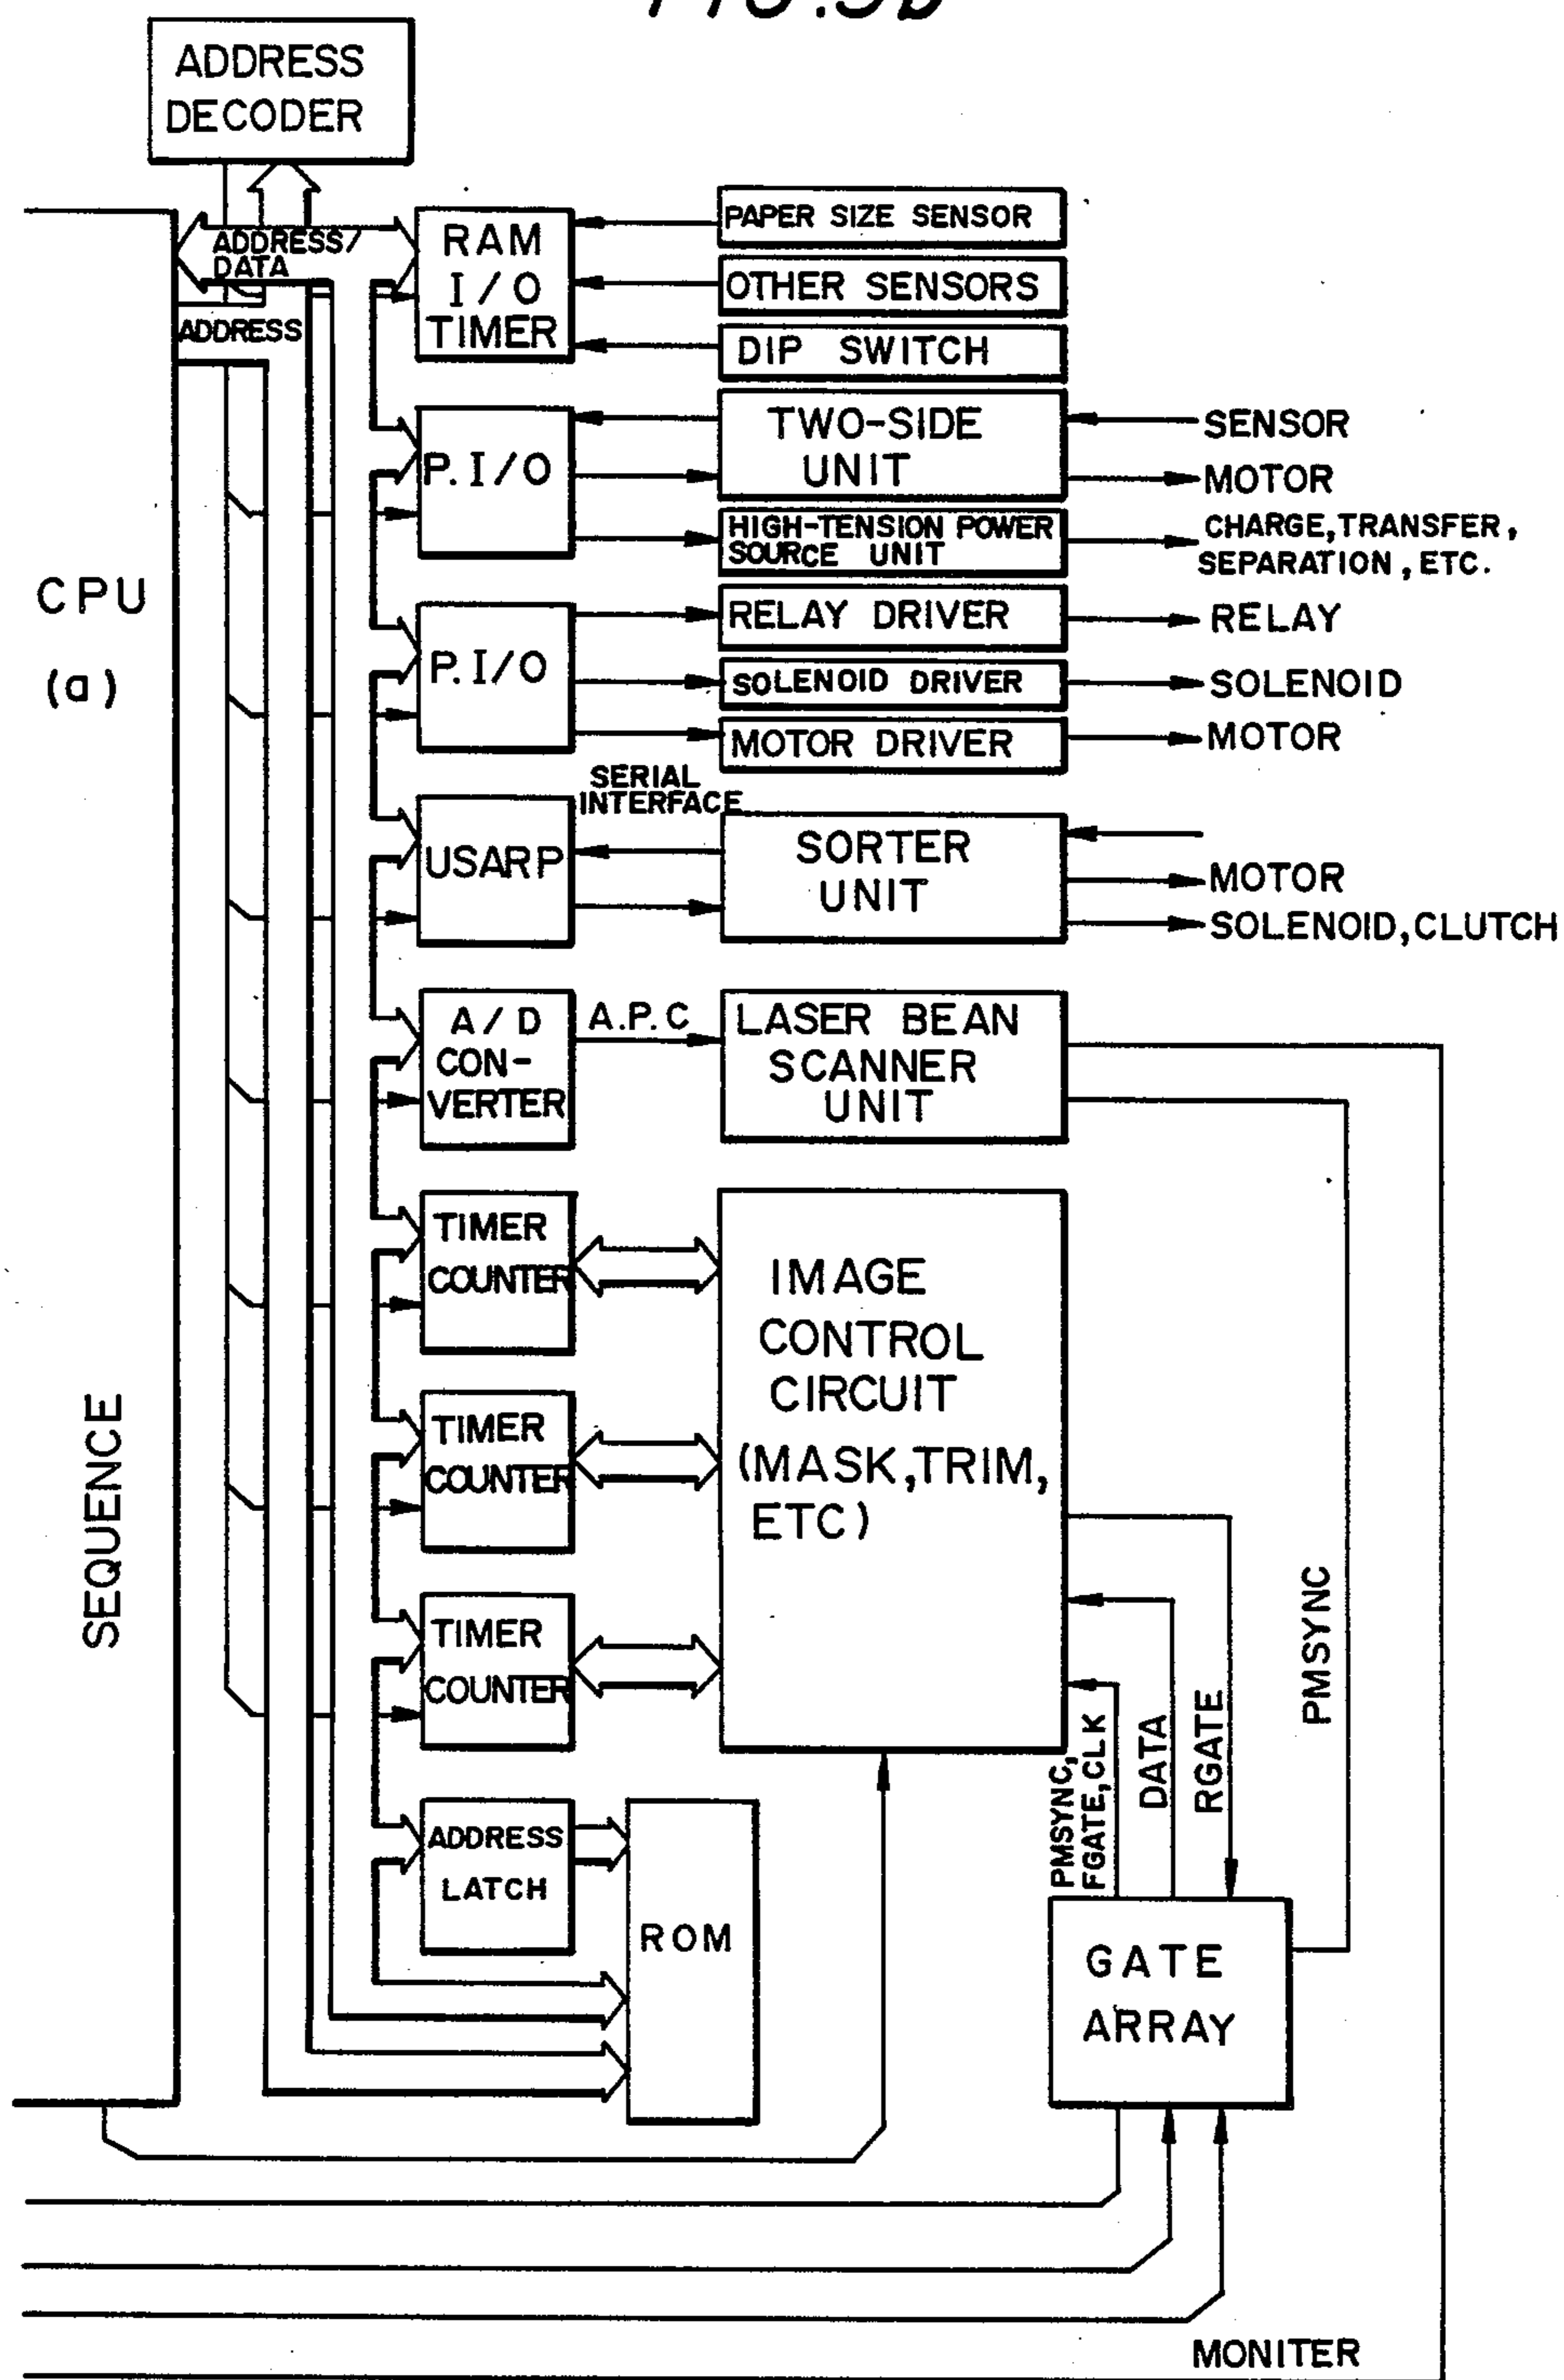 FIG. 5b
ADDRESS
DECODER
ADDRESS/
DATA
ADDRESS
CPU
(a)
SEQUENCE
RAM
I/O
TIMER
PAPER SIZE SENSOR
OTHER SENSORS
DIP SWITCH
P.I/O
TWO-SIDE
UNIT
SENSOR
MOTOR
HIGH-TENSION POWER
SOURCE UNIT
CHARGE,TRANSFER,
SEPARATION, ETC.
P.I/O
RELAY DRIVER
RELAY
SOLENOID DRIVER
SOLENOID
MOTOR DRIVER
MOTOR
SERIAL
INTERFACE
USARP
SORTER
UNIT
MOTOR
SOLENOID,CLUTCH
A/D
CON-
VERTER
A.P.C
LASER BEAN
SCANNER
UNIT
TIMER
COUNTER
TIMER
COUNTER
TIMER
COUNTER
IMAGE
CONTROL
CIRCUIT
(MASK,TRIM,
ETC)
PMSYNC,
FGATE,CLK
DATA
RGATE
PMSYNC
ADDRESS
LATCH
ROM
GATE
ARRAY
MONITER